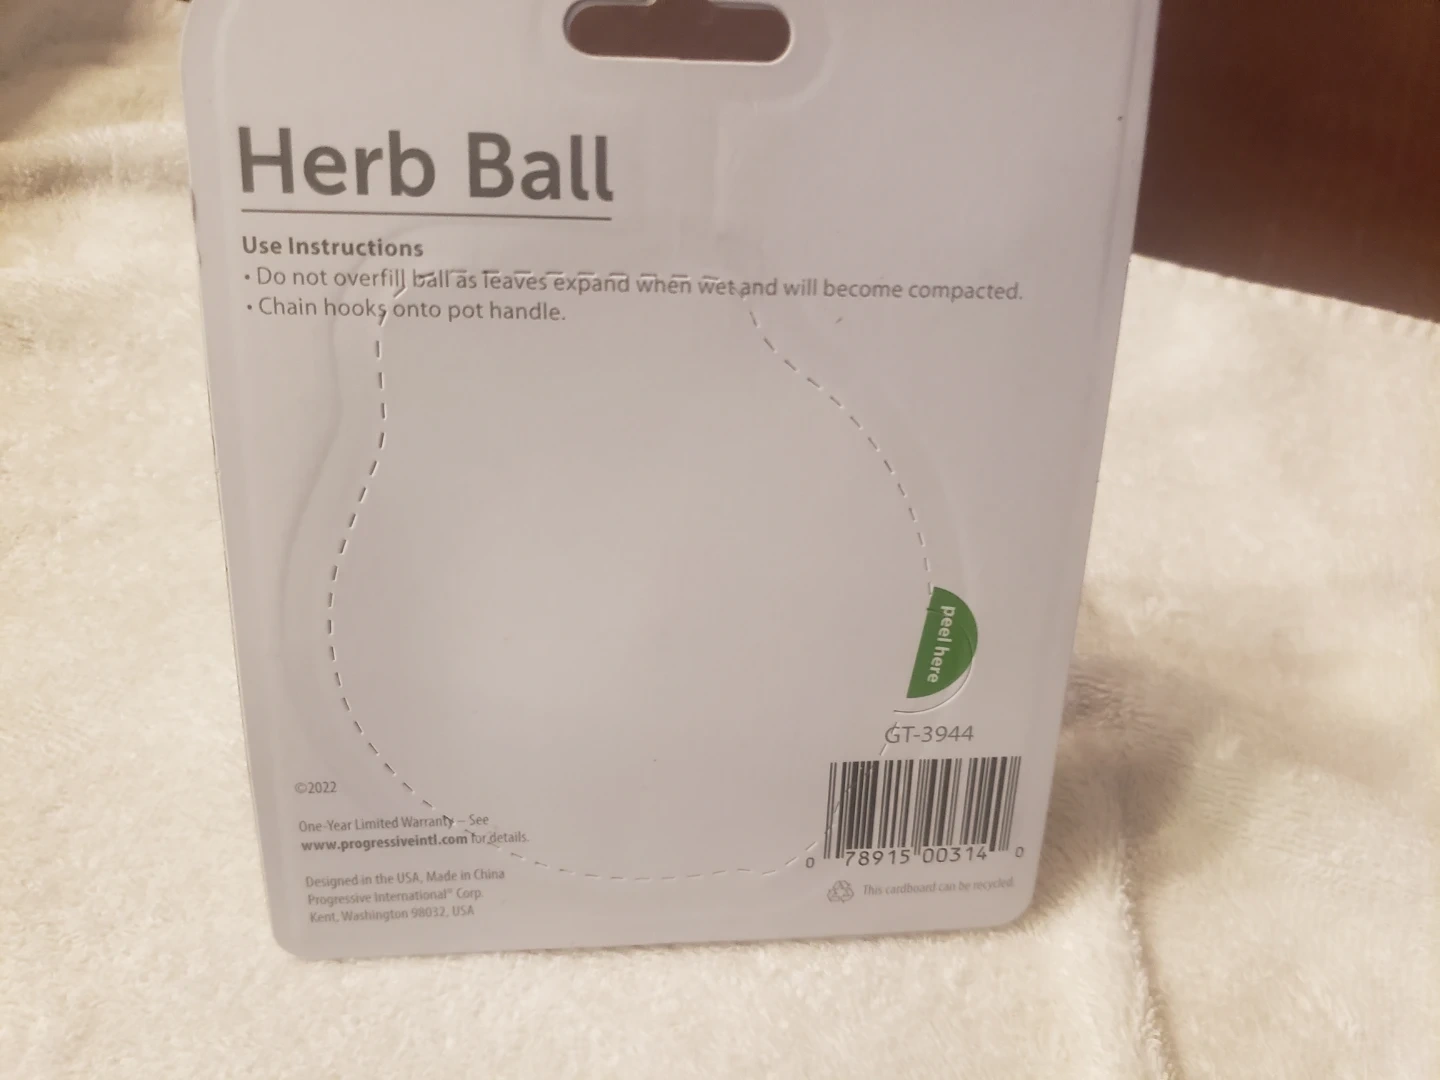 Herb Ball
Use Instructions
• Do not overfill ball as leaves expand when wet and will become compacted.
• Chain hooks onto pot handle.
peel here
GT-3944
©2022
One-Year Limited Warranty – See
www.progressiveintl.com for details.
Designed in the USA, Made in China
Progressive International® Corp.
Kent, Washington 98032, USA
0 78915 00314 0
This cardboard can be recycled.